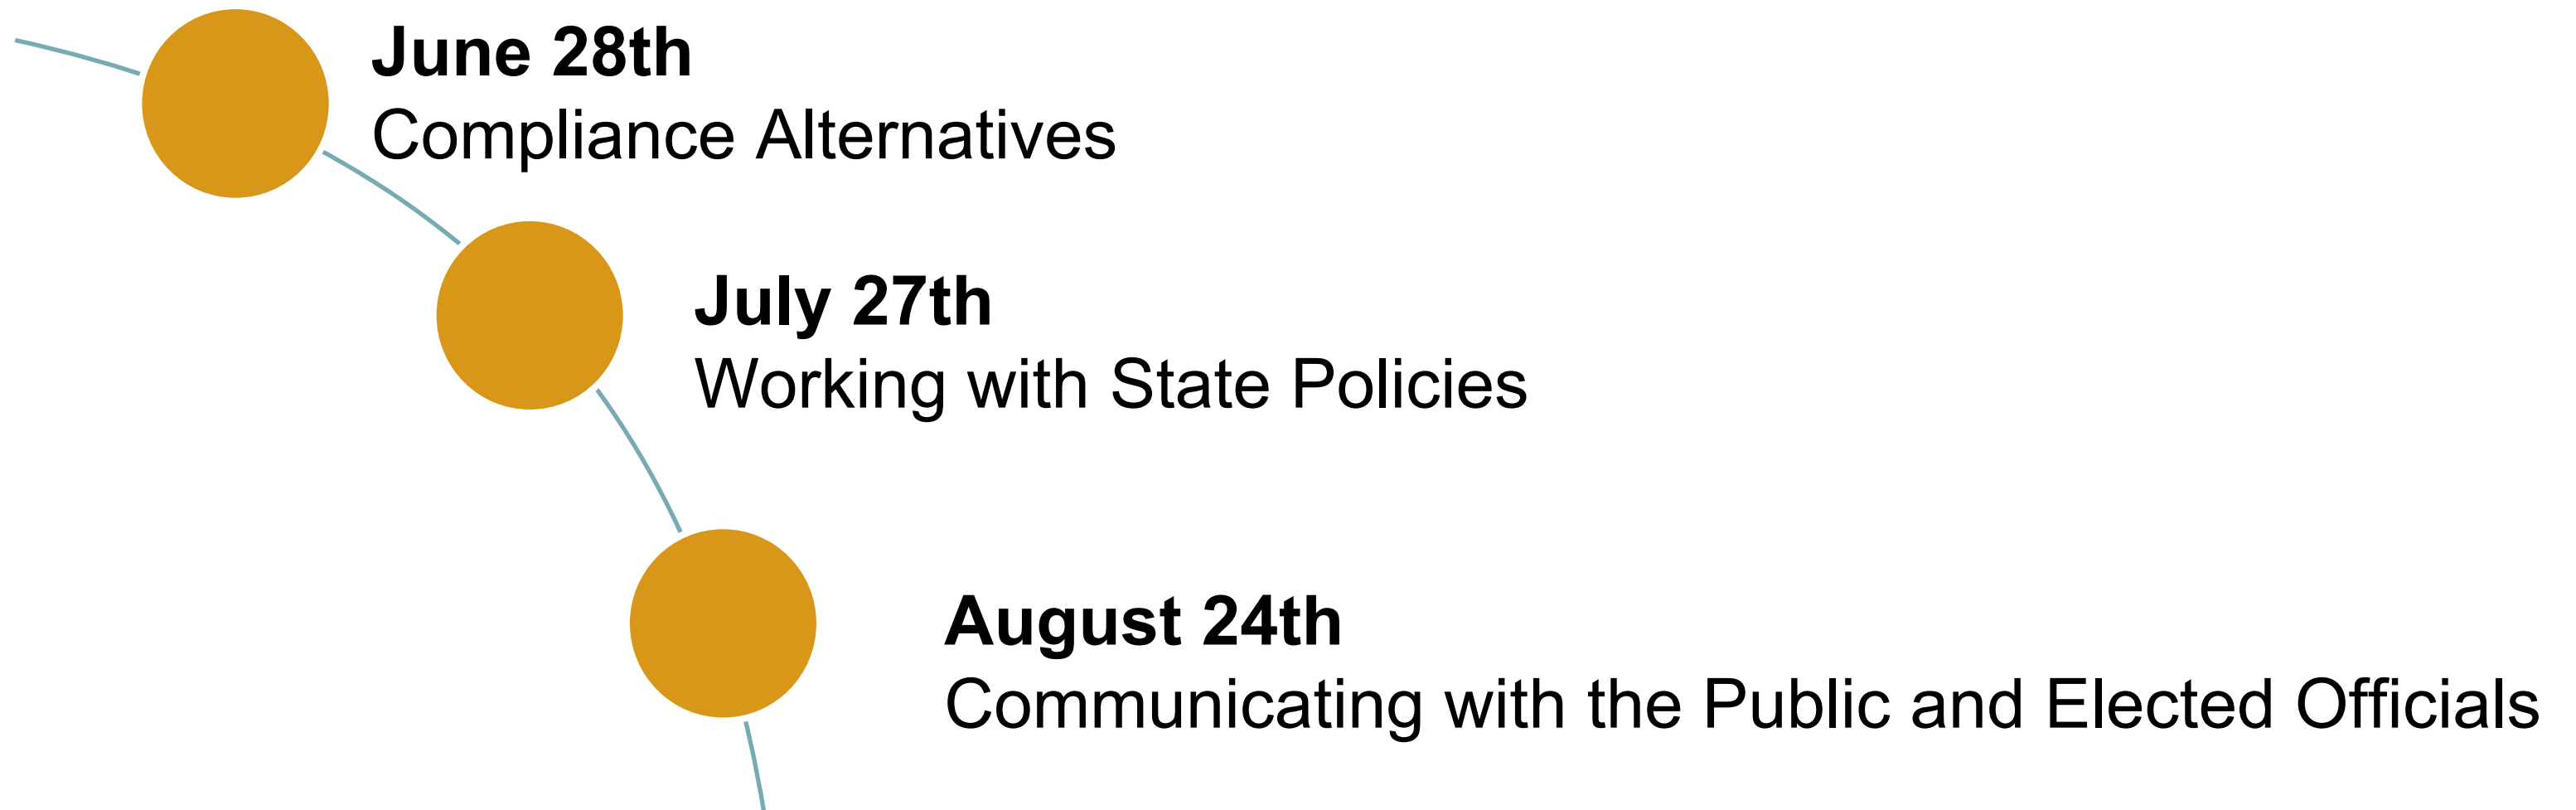 June 28th
Compliance Alternatives
July 27th
Working with State Policies
August 24th
Communicating with the Public and Elected Officials